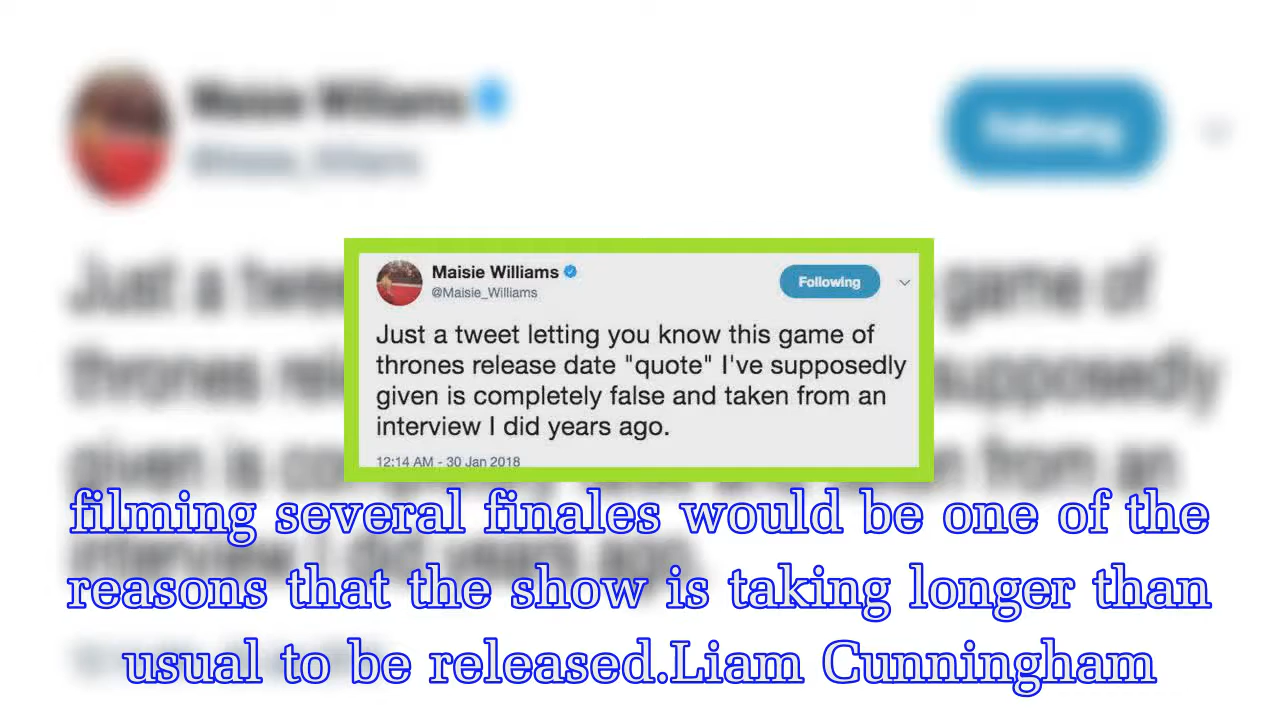 Maisie Williams
@Maisie_Williams
Following
Just a tweet letting you know this game of
thrones release date "quote" I've supposedly
given is completely false and taken from an
interview I did years ago.
12:14 AM - 30 Jan 2018
filming several finales would be one of the
reasons that the show is taking longer than
usual to be released.Liam Cunningham